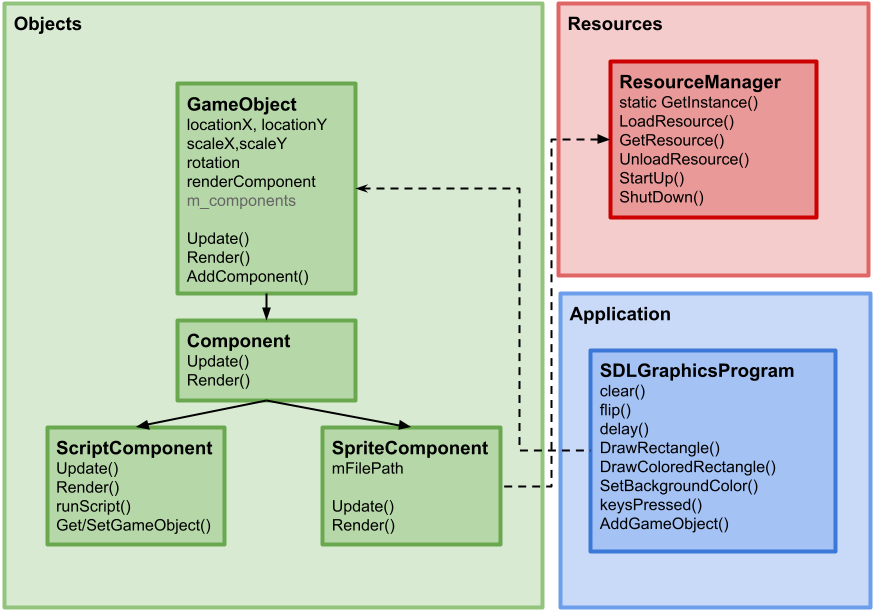 Objects
GameObject
locationX, locationY
scaleX,scaleY
rotation
renderComponent
m_components
Update()
Render()
AddComponent()
Component
Update()
Render()
ScriptComponent
Update()
Render()
runScript()
Get/SetGameObject()
SpriteComponent
mFilePath
Update()
Render()
Resources
ResourceManager
static GetInstance()
LoadResource()
GetResource()
UnloadResource()
StartUp()
ShutDown()
Application
SDLGraphicsProgram
clear()
flip()
delay()
DrawRectangle()
DrawColoredRectangle()
SetBackgroundColor()
keysPressed()
AddGameObject()